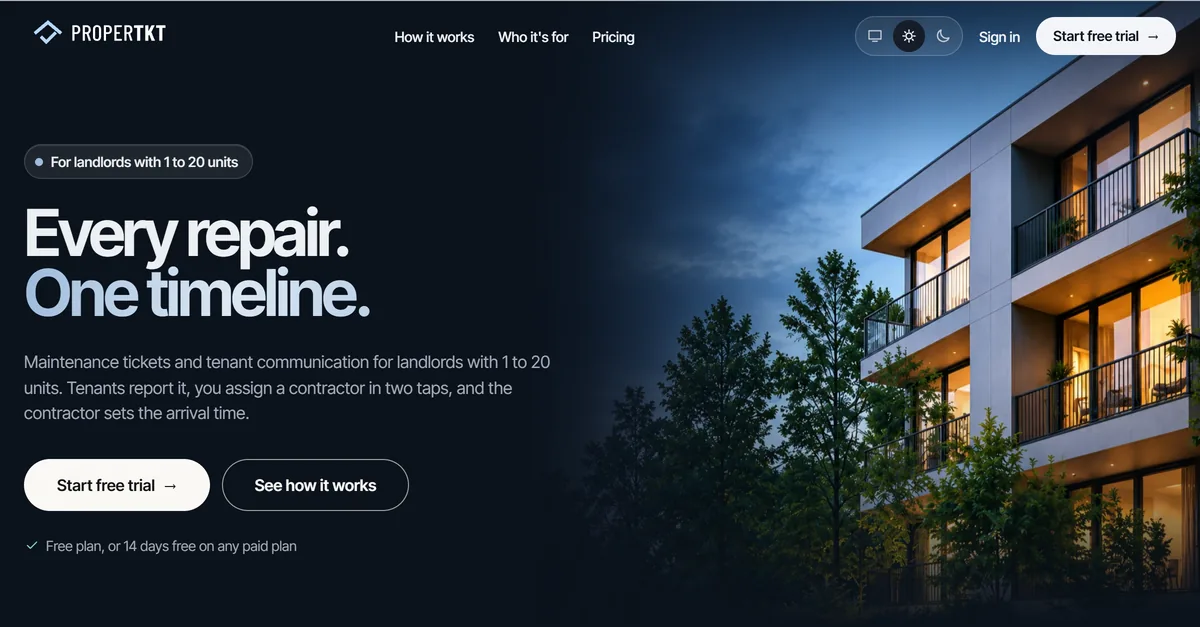 PROPERTKT
How it works
Who it's for
Pricing
Sign in
Start free trial →
For landlords with 1 to 20 units
Every repair.
One timeline.
Maintenance tickets and tenant communication for landlords with 1 to 20
units. Tenants report it, you assign a contractor in two taps, and the
contractor sets the arrival time.
Start free trial →
See how it works
Free plan, or 14 days free on any paid plan